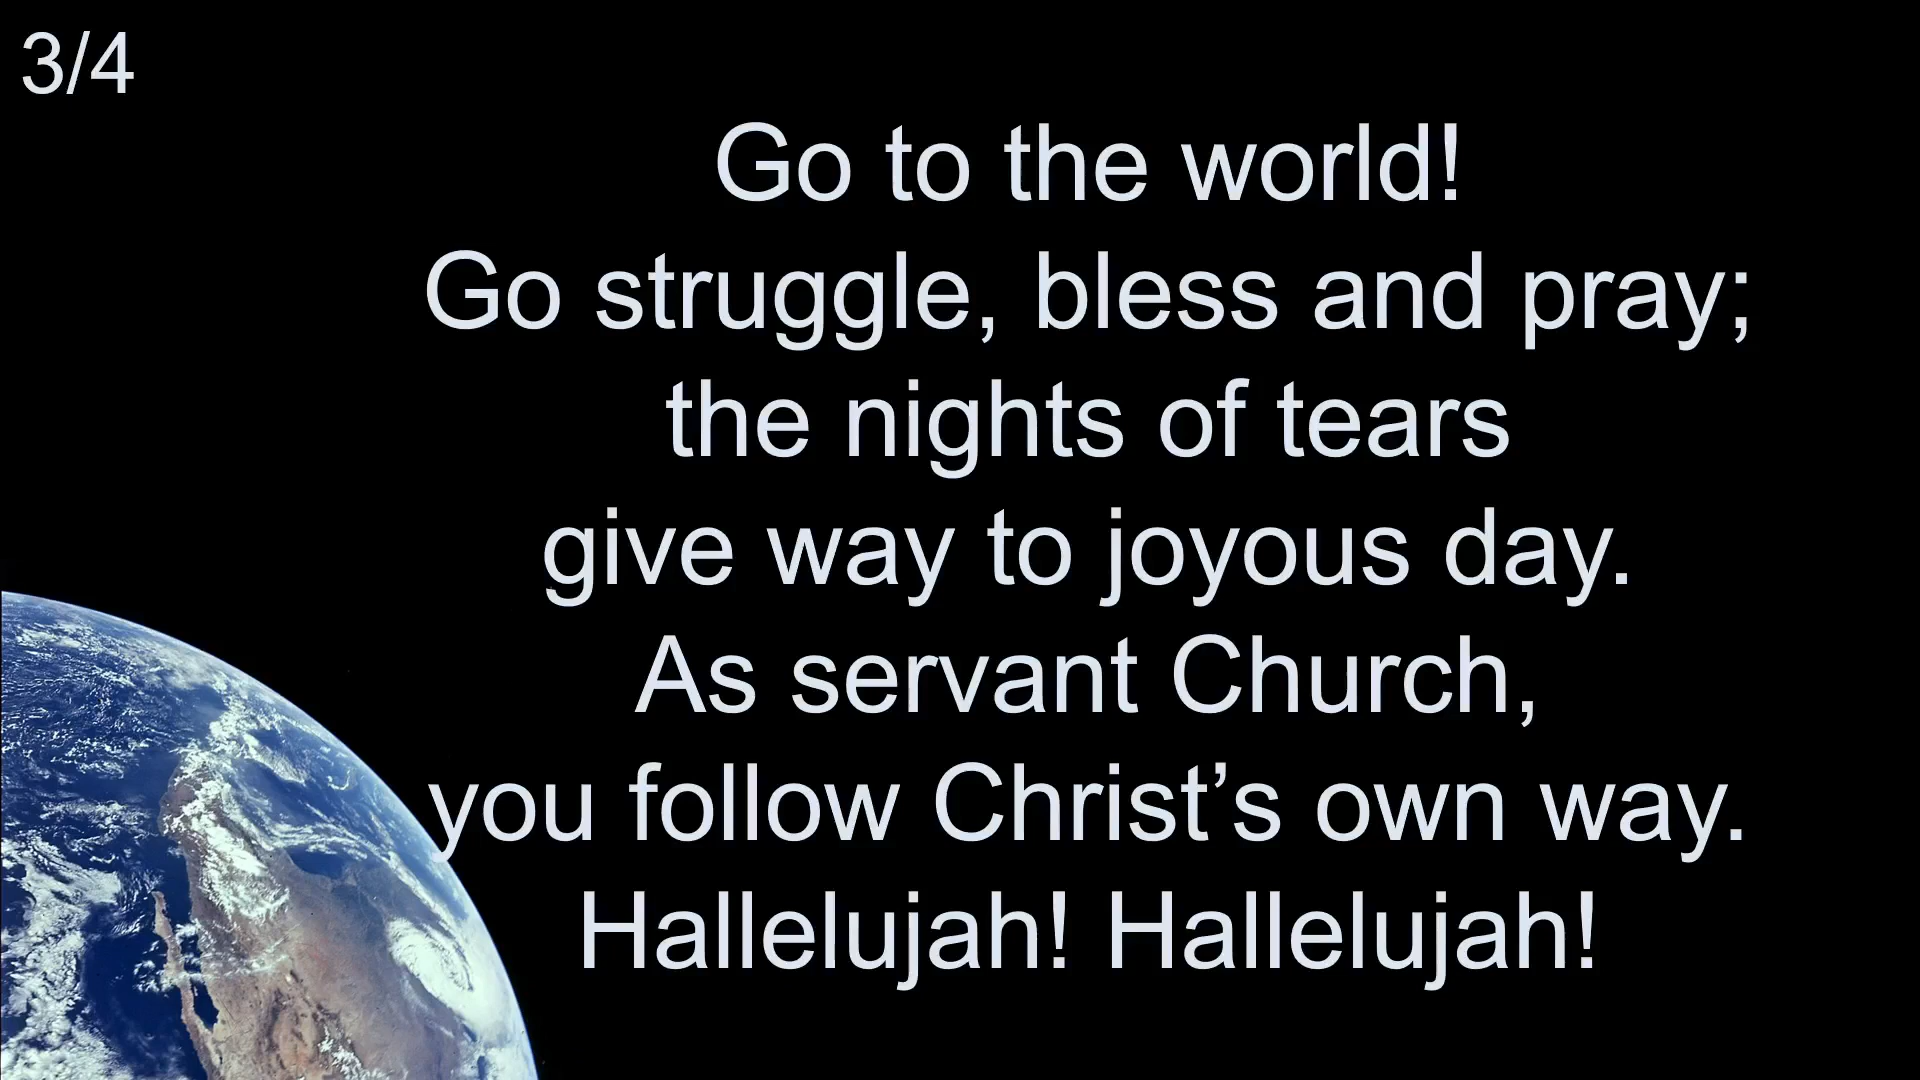 3/4
Go to the world!
Go struggle, bless and pray;
the nights of tears
give way to joyous day.
As servant Church,
you follow Christ’s own way.
Hallelujah! Hallelujah!